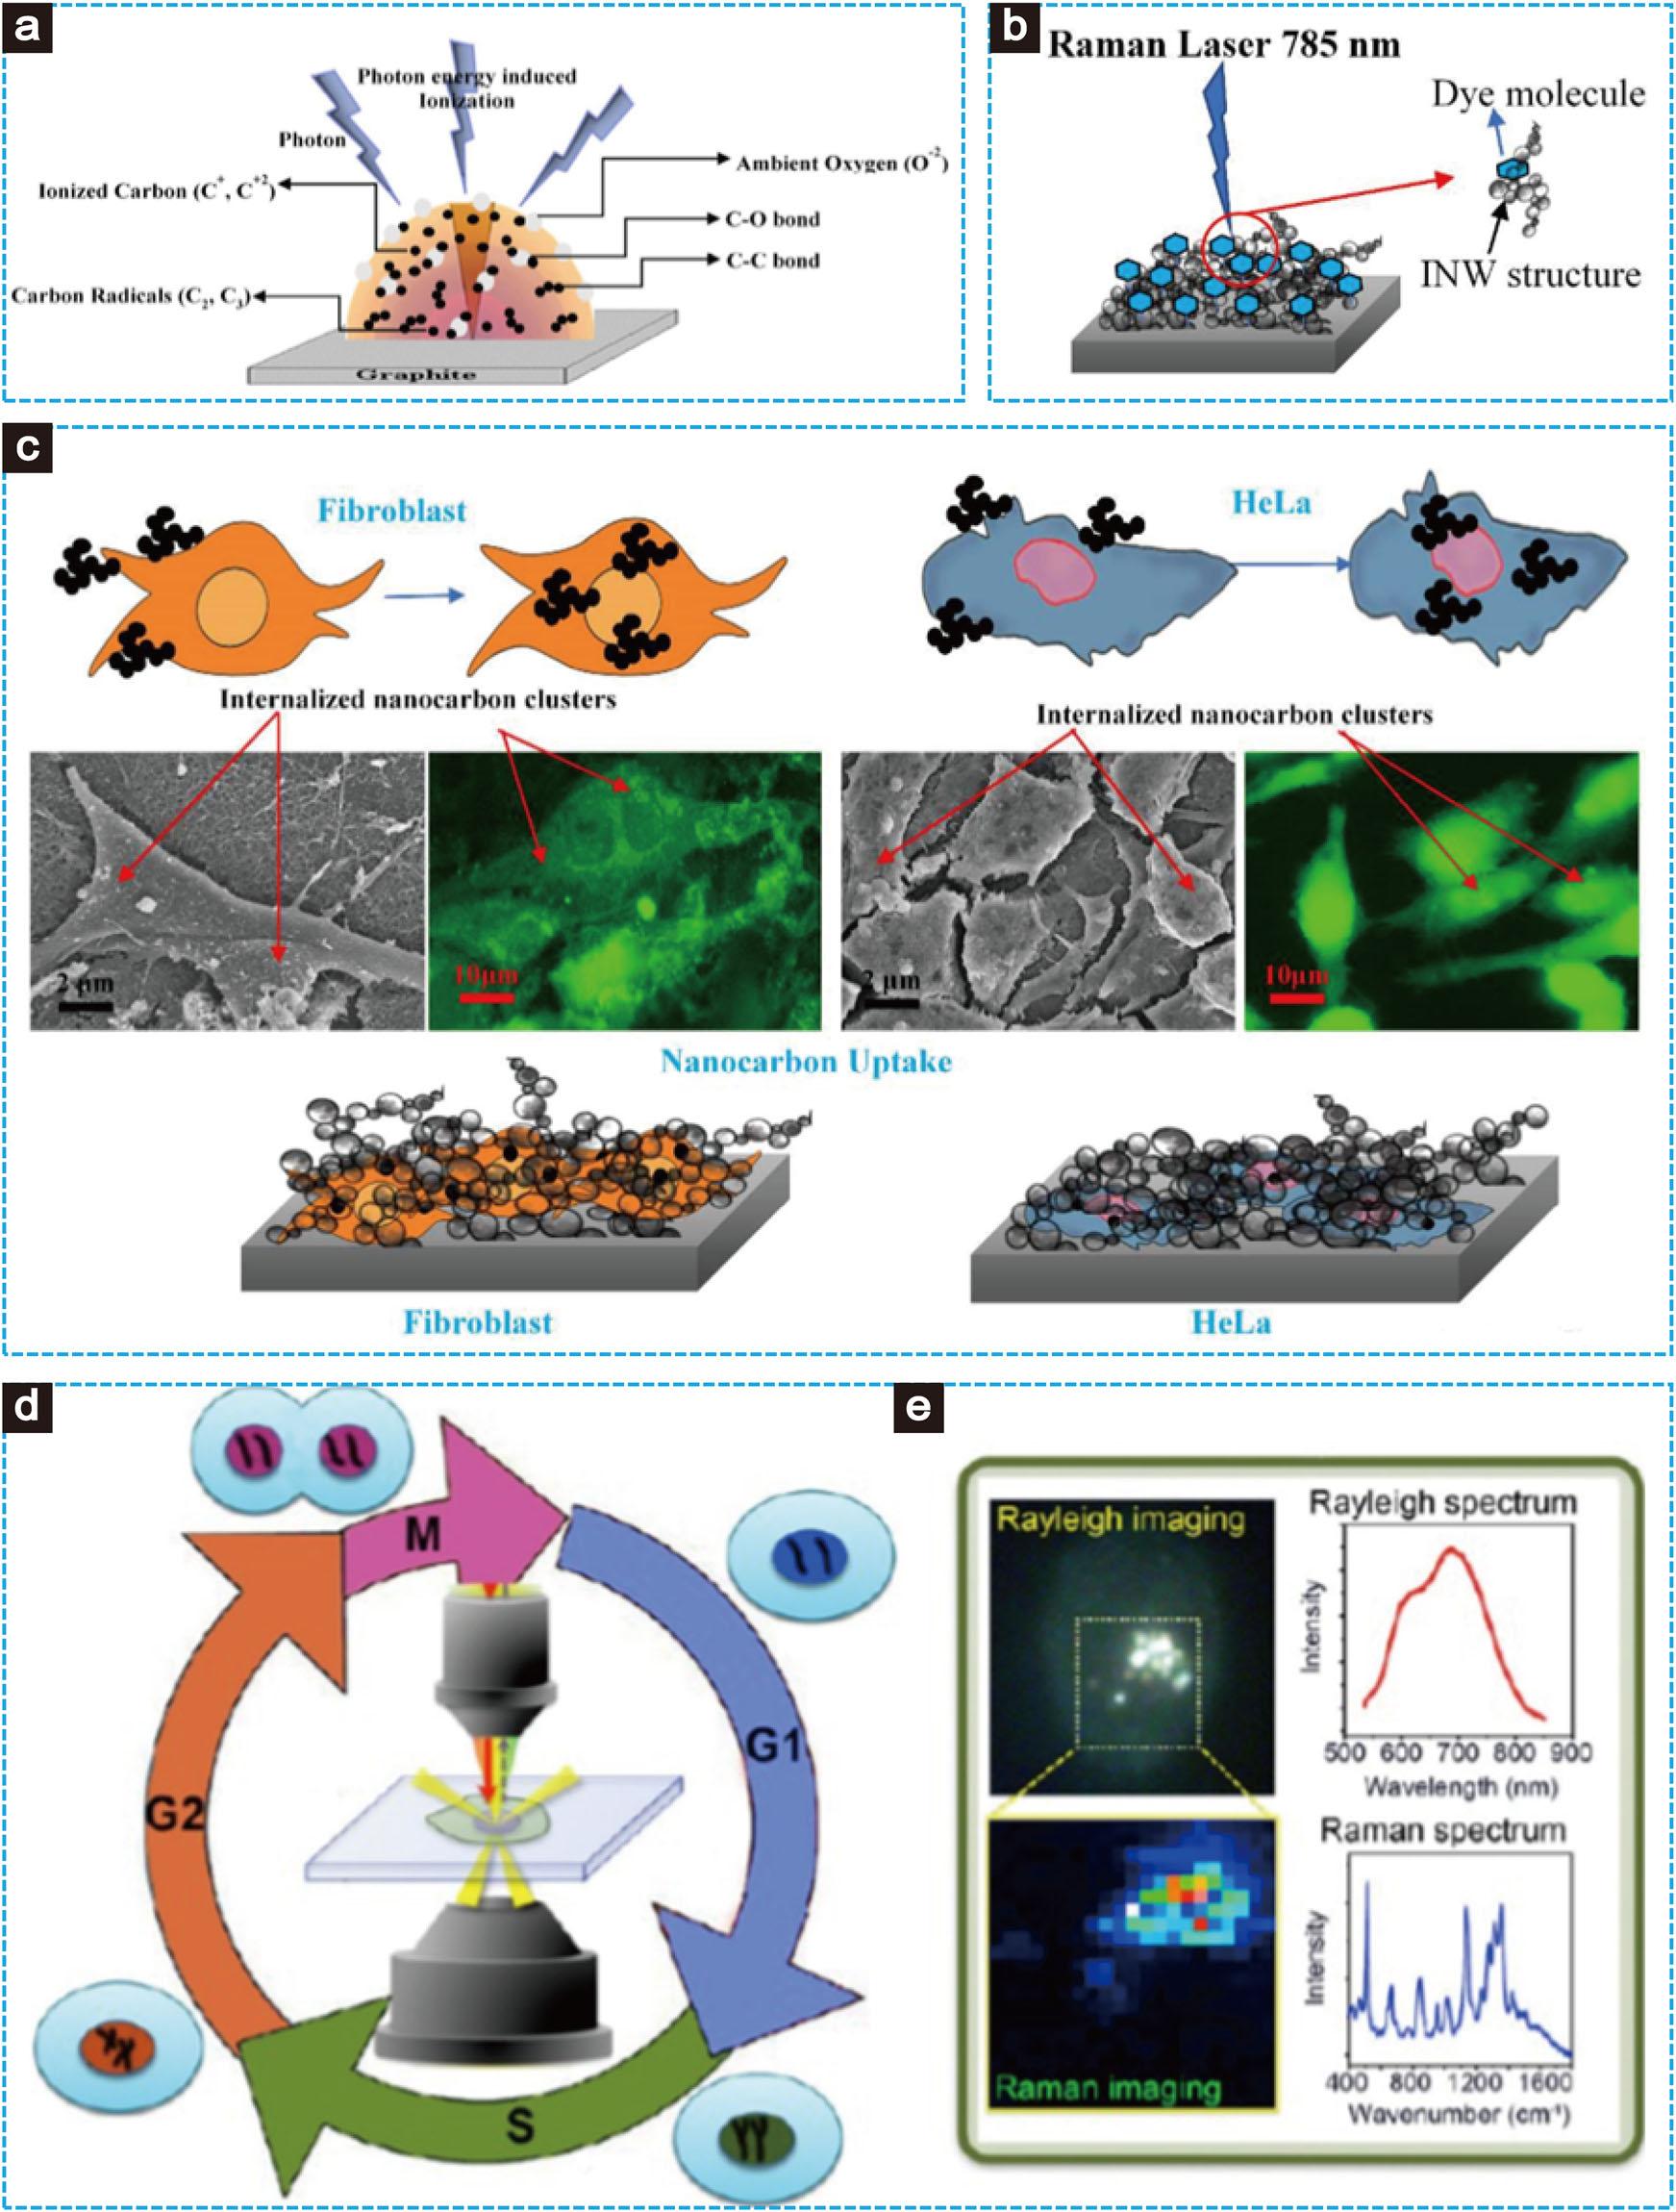 a
Photon energy induced
Ionization
Photon
Ionized Carbon (C⁺, C⁺²)
Carbon Radicals (C₂, C₃)
Ambient Oxygen (O⁻²)
C-O bond
C-C bond
Graphite
b
Raman Laser 785 nm
Dye molecule
INW structure
c
Fibroblast
HeLa
Internalized nanocarbon clusters
Internalized nanocarbon clusters
2 μm
10μm
2 μm
10μm
Nanocarbon Uptake
Fibroblast
HeLa
d
M
G1
G2
S
e
Rayleigh imaging
Raman imaging
Rayleigh spectrum
Intensity
500 600 700 800 900
Wavelength (nm)
Raman spectrum
Intensity
400 800 1200 1600
Wavenumber (cm⁻¹)